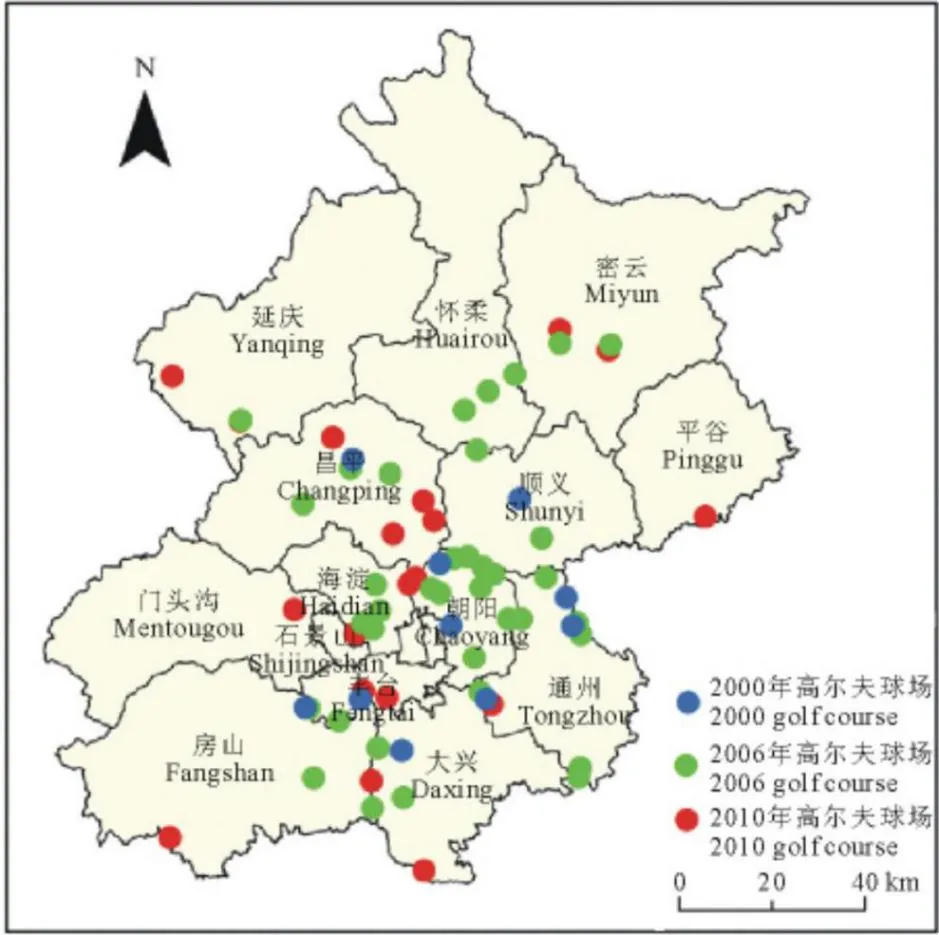 N
密云
Miyun
延庆
Yanqing
怀柔
Huairou
平谷
Pinggu
昌平
Changping
顺义
Shunyi
海淀
Haidian
门头沟
Mentougou
朝阳
Chaoyang
石景山
Shijingshan
丰台
Fengtai
通州
Tongzhou
房山
Fangshan
大兴
Daxing
2000年高尔夫球场
2000 golf course
2006年高尔夫球场
2006 golf course
2010年高尔夫球场
2010 golf course
0 20 40 km